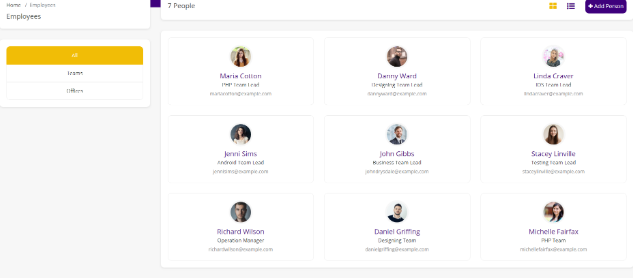 Home / Employees
Employees
All
Teams
Offices
7 People
+ Add Person
Maria Cotton
PHP Team Lead
mariacotton@example.com
Danny Ward
Designing Team Lead
dannyward@example.com
Linda Craver
IOS Team Lead
lindacraver@example.com
Jenni Sims
Android Team Lead
jennisims@example.com
John Gibbs
Business Team Lead
Stacey Linville
Testing Team Lead
staceylinville@example.com
Richard Wilson
Operation Manager
richardwilson@example.com
Daniel Griffing
Designing Team
danielgriffing@example.com
Michelle Fairfax
PHP Team
michellefairfax@example.com